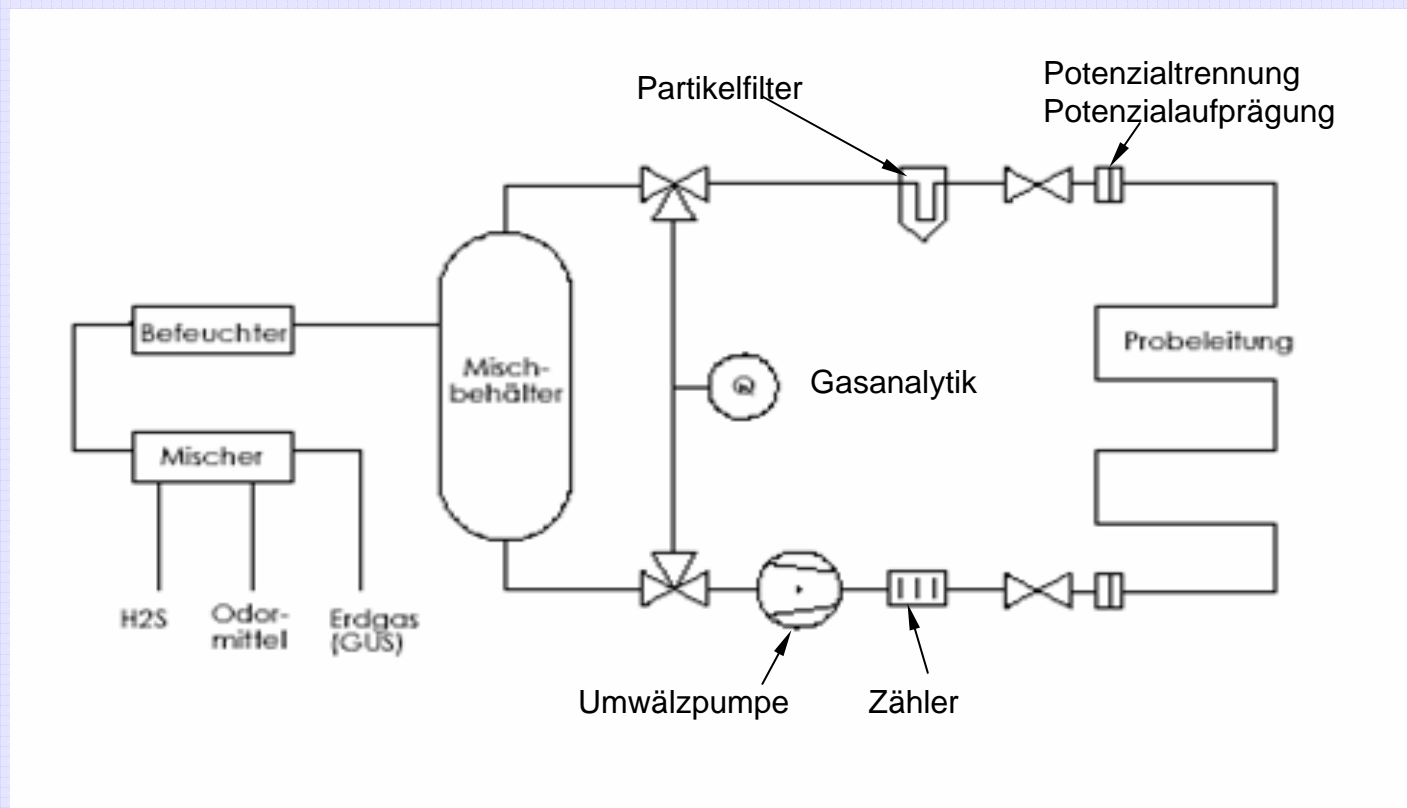 Partikelfilter
Potenzialtrennung
Potenzialaufprägung
Befeuchter
Misch-
behälter
Probeleitung
Gasanalytik
Q
Mischer
H2S
Odor-
mittel
Erdgas
(GUS)
Umwälzpumpe
Zähler